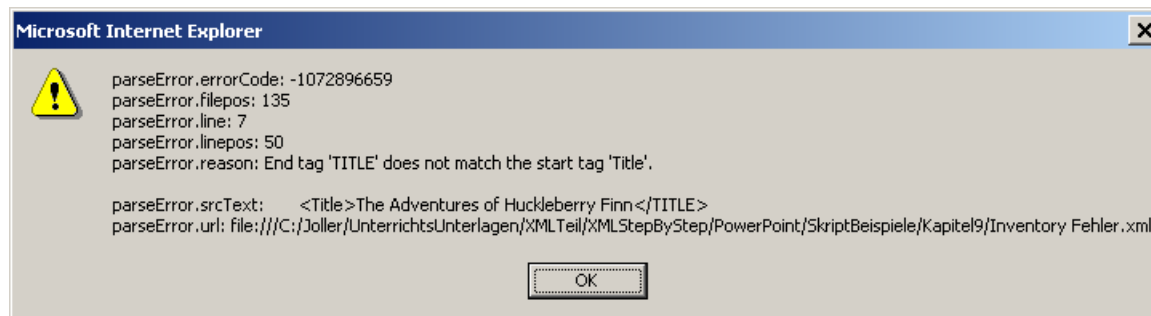 Microsoft Internet Explorer
parseError.errorCode: -1072896659
parseError.filepos: 135
parseError.line: 7
parseError.linepos: 50
parseError.reason: End tag 'TITLE' does not match the start tag 'Title'.
parseError.srcText: <Title>The Adventures of Huckleberry Finn</TITLE>
parseError.url: file:///C:/Joller/UnterrichtsUnterlagen/XMLTeil/XMLStepByStep/PowerPoint/SkriptBeispiele/Kapitel9/Inventory Fehler.xml
OK